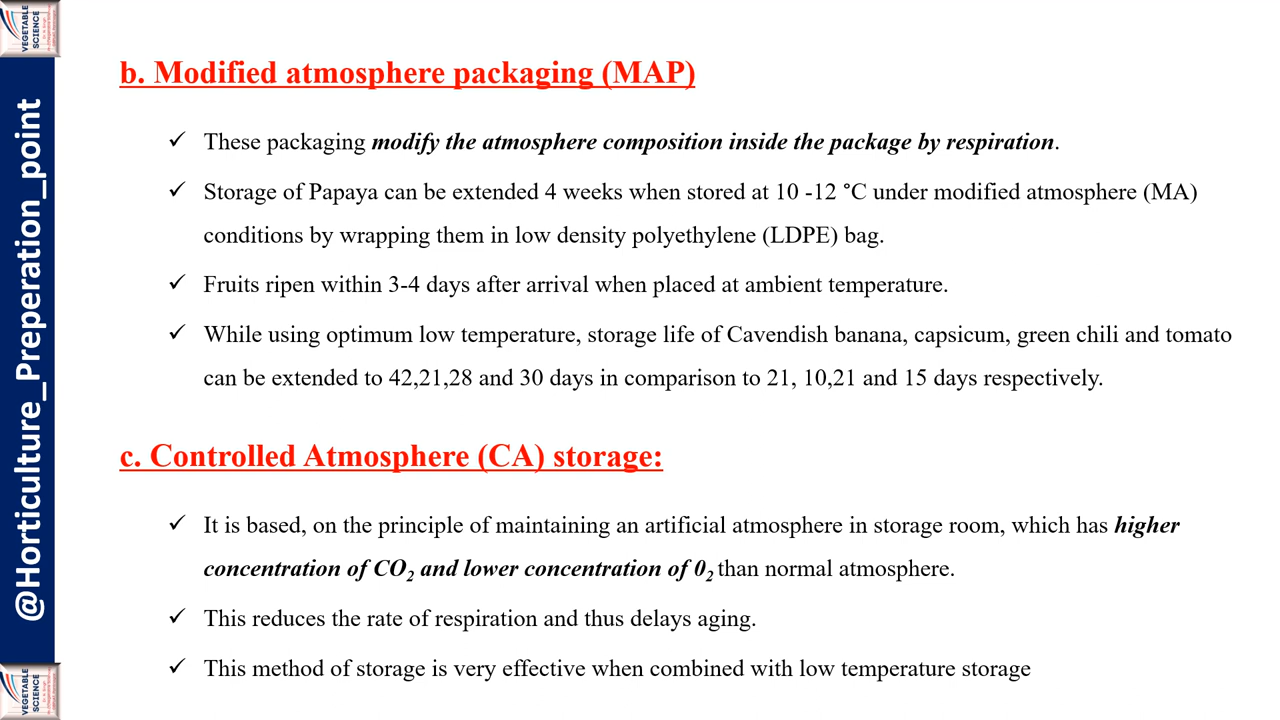 VEGETABLE
SCIENCE
@Horticulture_Preperation_point
VEGETABLE
SCIENCE
b. Modified atmosphere packaging (MAP)
✓ These packaging modify the atmosphere composition inside the package by respiration.
✓ Storage of Papaya can be extended 4 weeks when stored at 10 -12 °C under modified atmosphere (MA)
conditions by wrapping them in low density polyethylene (LDPE) bag.
✓ Fruits ripen within 3-4 days after arrival when placed at ambient temperature.
✓ While using optimum low temperature, storage life of Cavendish banana, capsicum, green chili and tomato
can be extended to 42,21,28 and 30 days in comparison to 21, 10,21 and 15 days respectively.
c. Controlled Atmosphere (CA) storage:
✓ It is based, on the principle of maintaining an artificial atmosphere in storage room, which has higher
concentration of CO₂ and lower concentration of 0₂ than normal atmosphere.
✓ This reduces the rate of respiration and thus delays aging.
✓ This method of storage is very effective when combined with low temperature storage